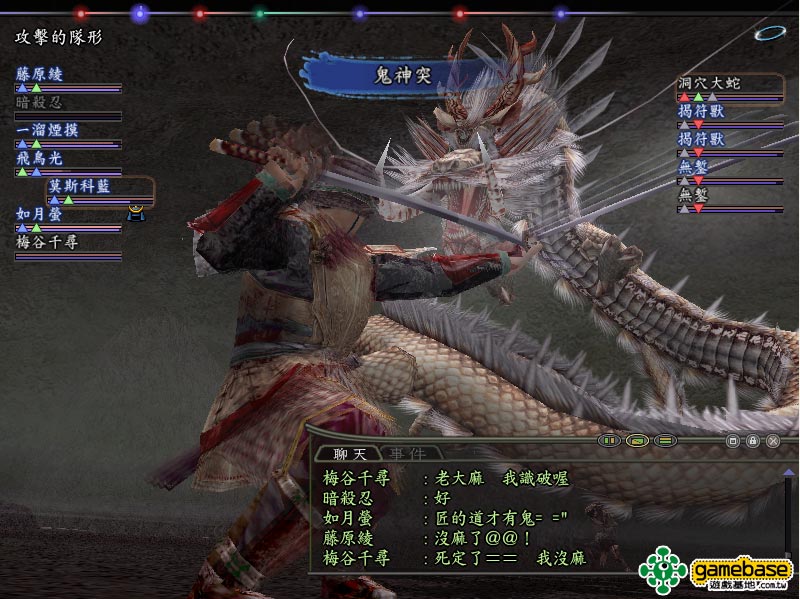 攻擊的隊形
鬼神突
藤原綾
暗殺忍
一溜煙摸
飛鳥光
莫斯科藍
如月螢
梅谷千尋
洞穴大蛇
揭符獸
揭符獸
無塹
無塹
聊天 事件
梅谷千尋 :老大麻 我識破喔
暗殺忍 :好
如月螢 :匠的道才有鬼= ="
藤原綾 :沒麻了@@!
梅谷千尋 :死定了== 我沒麻
gamebase
遊戲基地.com.tw